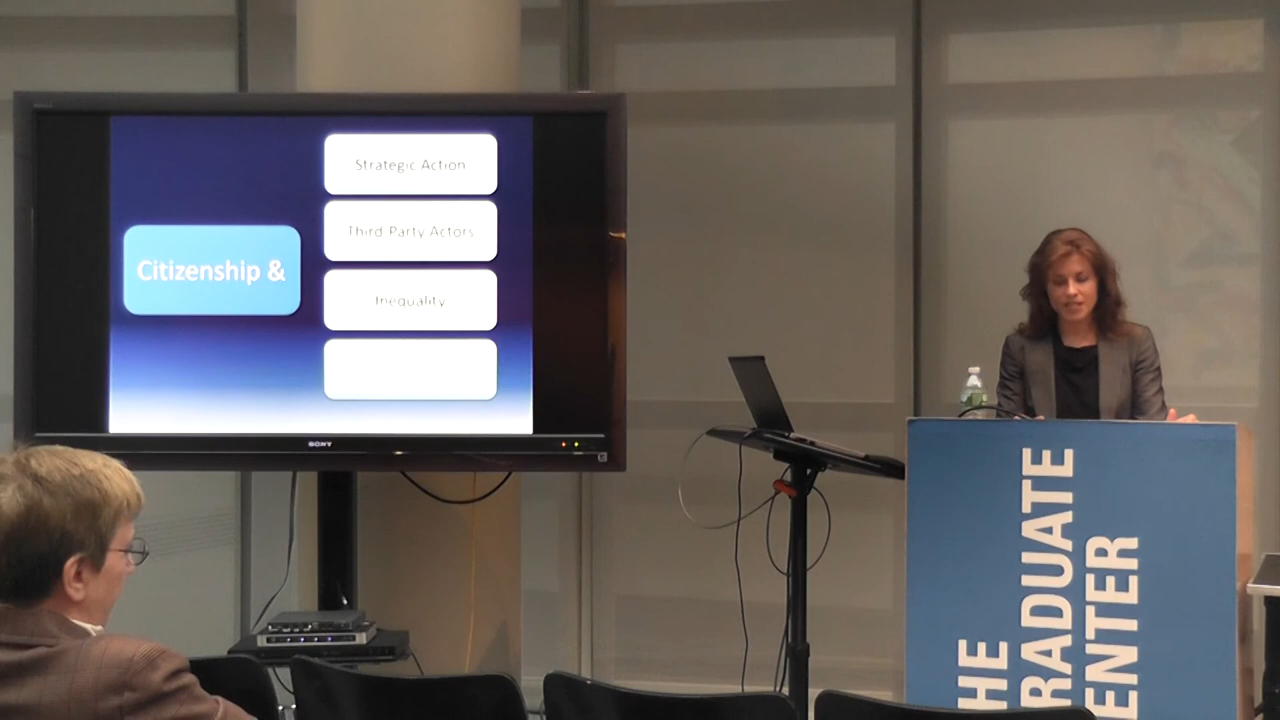 Citizenship &
Strategic Action
Third Party Actors
Inequality
SONY
HE
RADUATE
ENTER